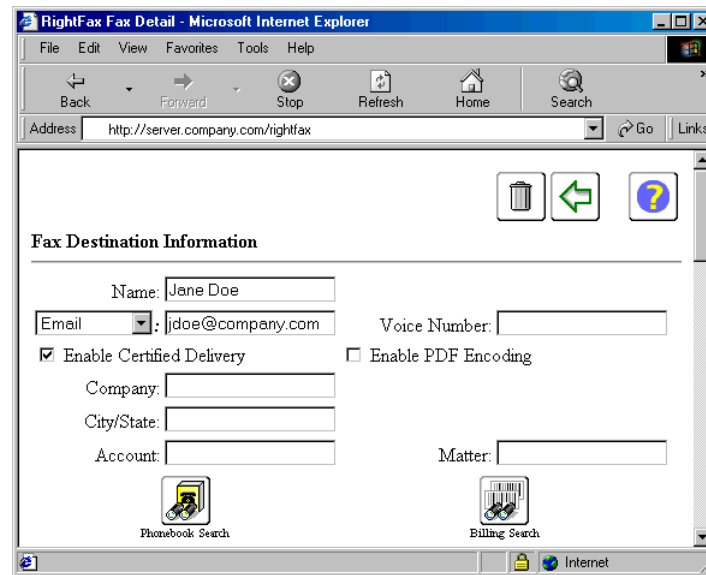 RightFax Fax Detail - Microsoft Internet Explorer
File Edit View Favorites Tools Help
Back Forward Stop Refresh Home Search »
Address http://server.company.com/rightfax Go Links
?
Fax Destination Information
Name: Jane Doe
Email : jdoe@company.com Voice Number:
Enable Certified Delivery Enable PDF Encoding
Company:
City/State:
Account: Matter:
Phonebook Search Billing Search
Internet